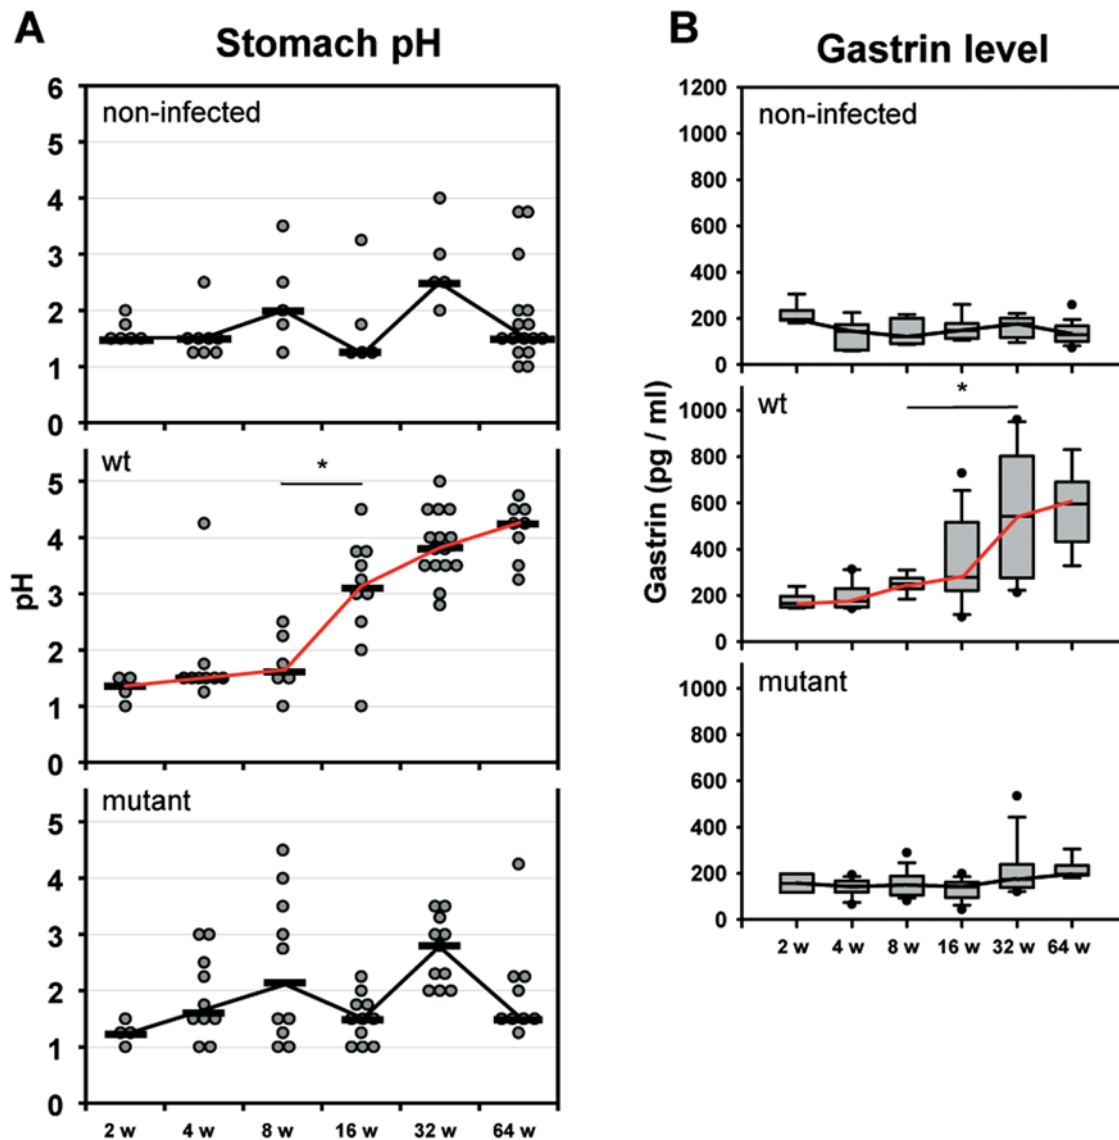 A
Stomach pH
6
non-infected
5
4
3
2
1
0
wt
*
5
4
3
2
1
0
pH
mutant
5
4
3
2
1
0
2 w 4 w 8 w 16 w 32 w 64 w
B
Gastrin level
1200
non-infected
1000
800
600
400
200
0
wt
*
1000
800
600
400
200
0
Gastrin (pg / ml)
mutant
1000
800
600
400
200
0
2 w 4 w 8 w 16 w 32 w 64 w